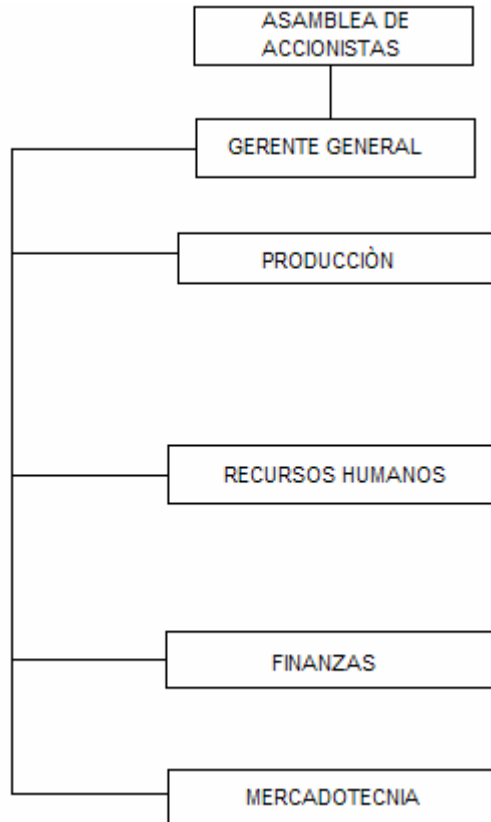 ASAMBLEA DE
ACCIONISTAS
GERENTE GENERAL
PRODUCCIÒN
RECURSOS HUMANOS
FINANZAS
MERCADOTECNIA